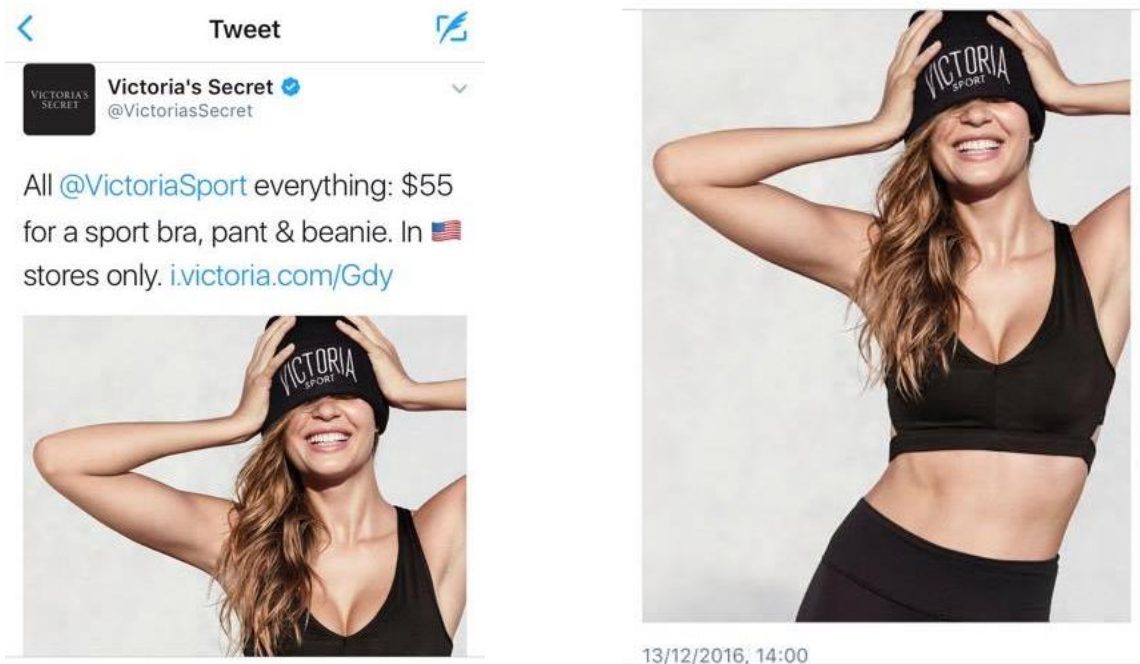 Tweet
VICTORIA'S
SECRET
Victoria's Secret
@VictoriasSecret
All @VictoriaSport everything: $55
for a sport bra, pant & beanie. In 🇺🇸
stores only. i.victoria.com/Gdy
VICTORIA
SPORT
VICTORIA
SPORT
13/12/2016, 14:00